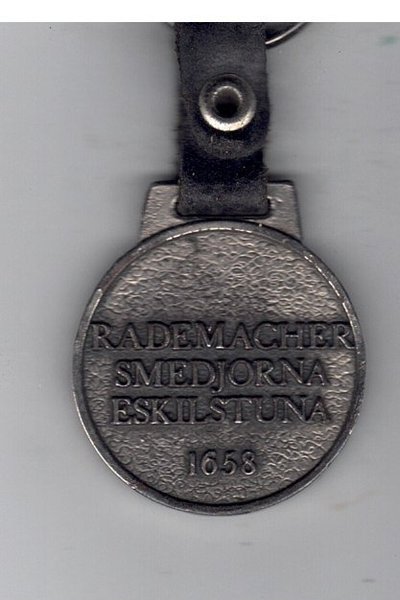 RADEMACHER
SMEDJORNA
ESKILSTUNA
1658